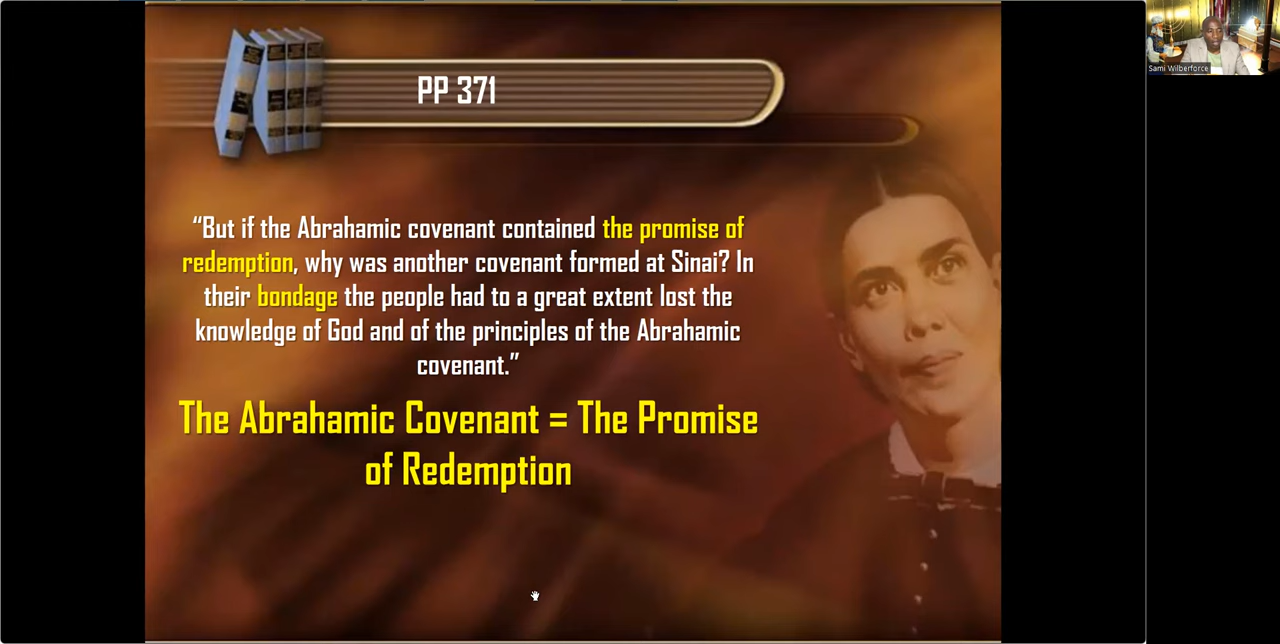 PP 371
“But if the Abrahamic covenant contained the promise of
redemption, why was another covenant formed at Sinai? In
their bondage the people had to a great extent lost the
knowledge of God and of the principles of the Abrahamic
covenant.”
The Abrahamic Covenant = The Promise
of Redemption
Sami Wilberforce